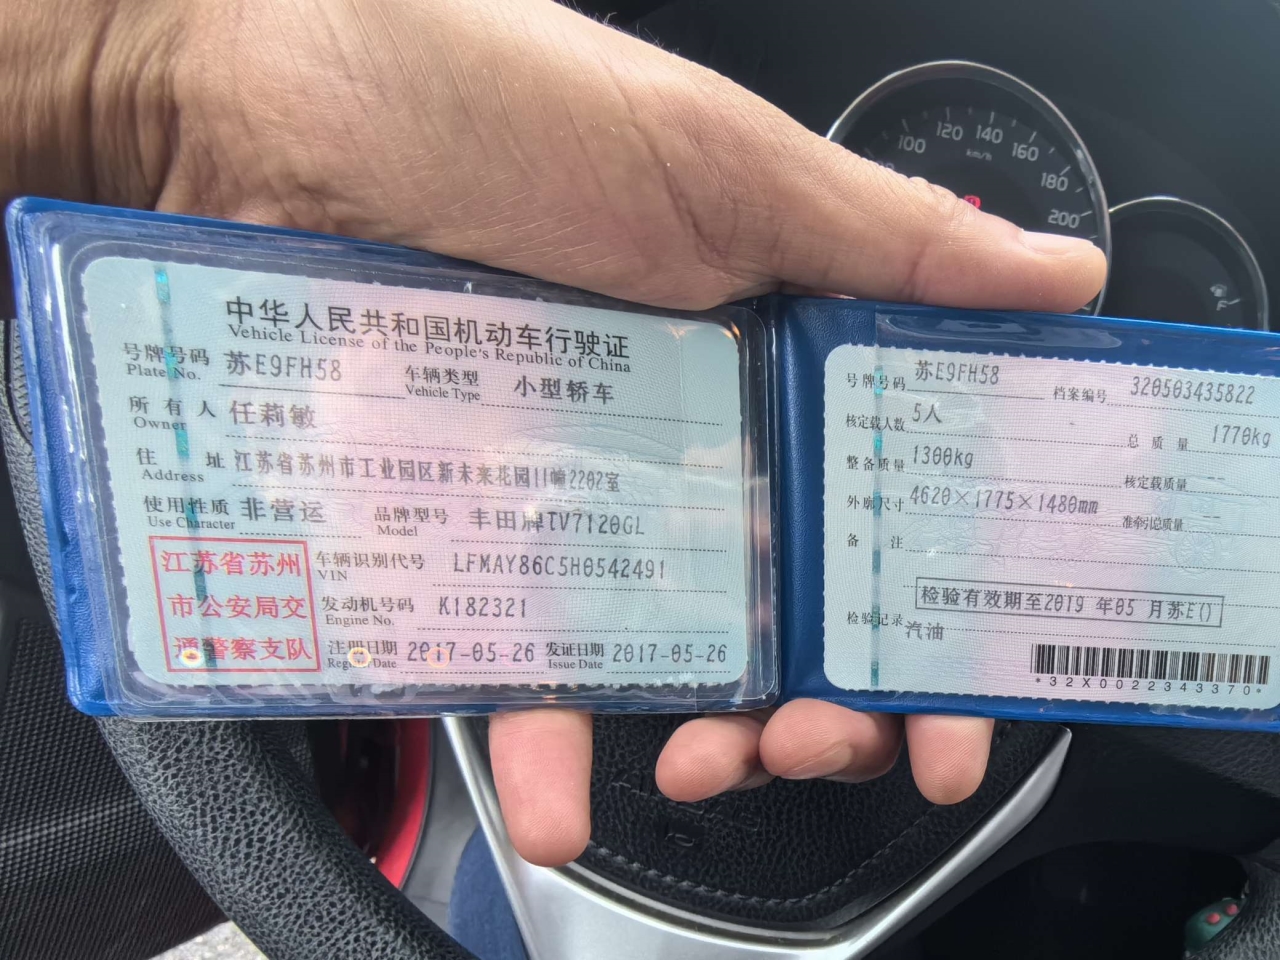 中华人民共和国机动车行驶证
Vehicle License of the People's Republic of China
号牌号码 苏E9FH58 车辆类型 小型轿车
Plate No. Vehicle Type
所有人 任莉敏
Owner
住址 江苏省苏州市工业园区新未来花园11幢2202室
Address
使用性质 非营运 品牌型号 丰田牌TV7120GL
Use Character Model
江苏省苏州
市公安局交
通警察支队
车辆识别代号 LFMAY86C5H0542491
VIN
发动机号码 K182321
Engine No.
注册日期 2017-05-26 发证日期 2017-05-26
Register Date Issue Date
号牌号码 苏E9FH58 档案编号 320503435822
核定载人数 5人 总质量 1770kg
整备质量 1300kg 核定载质量 --
外廓尺寸 4620×1775×1480mm 准牵引总质量 --
备注
检验有效期至2019年05月苏E()
检验记录
汽油
*32X0022343370*
100 120 140 160 180 200
km/h
F